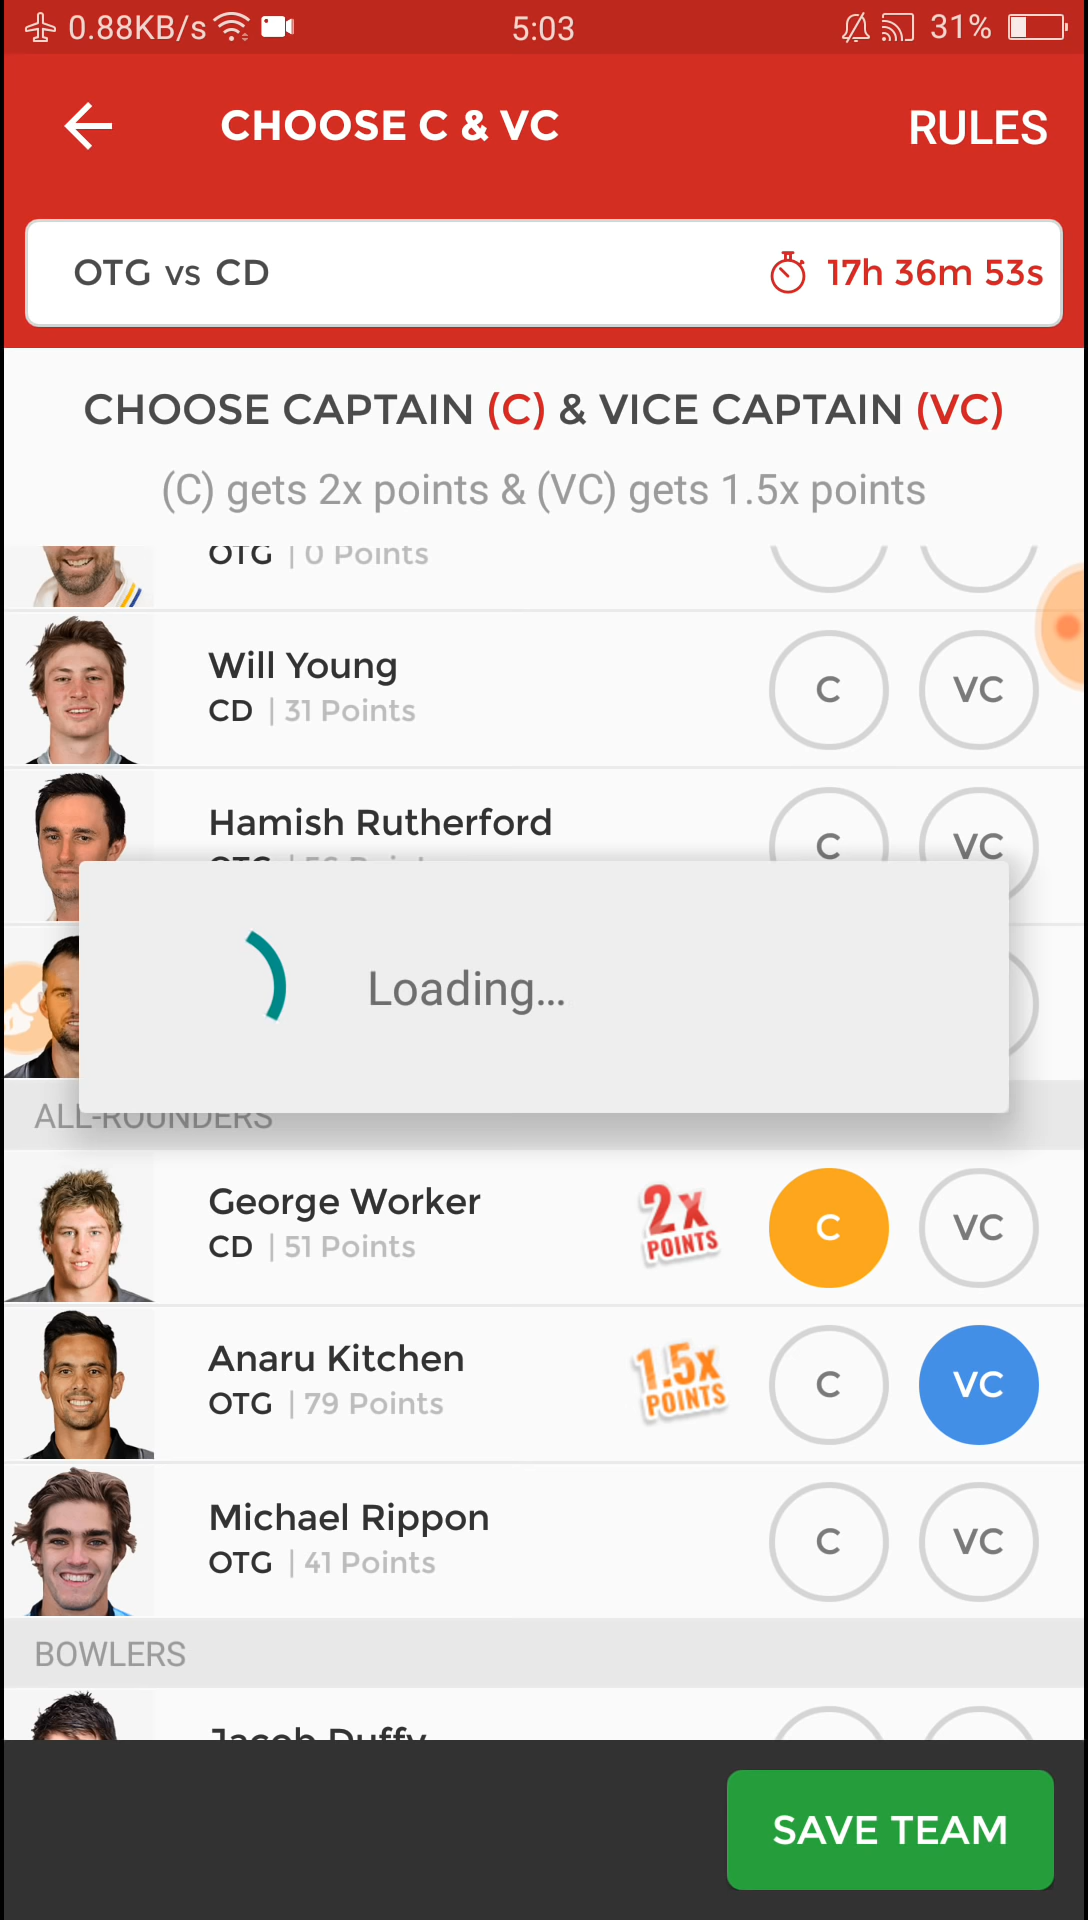 0.88KB/s 5:03 31%
CHOOSE C & VC RULES
OTG vs CD 17h 36m 53s
CHOOSE CAPTAIN (C) & VICE CAPTAIN (VC)
(C) gets 2x points & (VC) gets 1.5x points
OTG | 0 Points
Will Young
CD | 31 Points
C VC
Hamish Rutherford
C VC
OTG
Loading...
ALL-ROUNDERS
George Worker
CD | 51 Points
2x POINTS
C VC
Anaru Kitchen
OTG | 79 Points
1.5x POINTS
C VC
Michael Rippon
OTG | 41 Points
C VC
BOWLERS
Jacob Duffy
SAVE TEAM